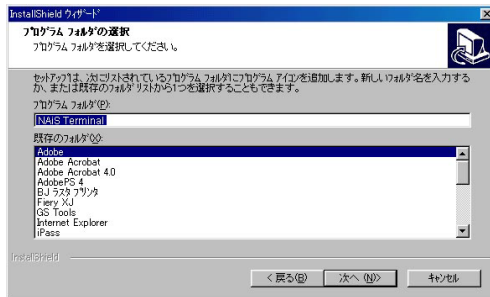 InstallShield ウィザード
プログラム フォルダの選択
プログラム フォルダを選択してください。
セットアップは、次にリストされているプログラム フォルダにプログラム アイコンを追加します。新しいフォルダ名を入力する
か、または既存のフォルダ リストから1つを選択することもできます。
プログラム フォルダ(P):
NAiS Terminal
既存のフォルダ(X):
Adobe
Adobe Acrobat
Adobe Acrobat 4.0
AdobePS 4
BJ ラスタ プリンタ
Fiery XJ
GS Tools
Internet Explorer
iPass
InstallShield
< 戻る(B) 次へ (N)> キャンセル